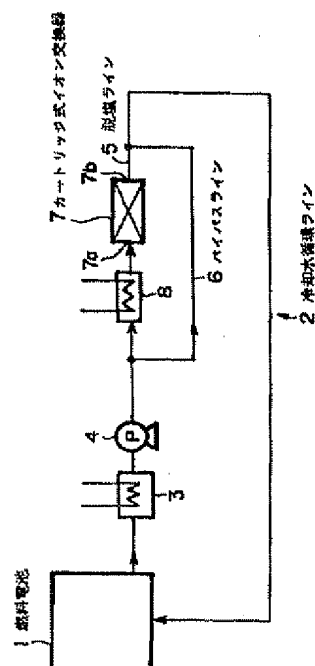 1 燃料電池
2 冷却水循環ライン
3
4
P
5 脱塩ライン
6 バイパスライン
7 カートリッジ式イオン交換器
7a
7b
8